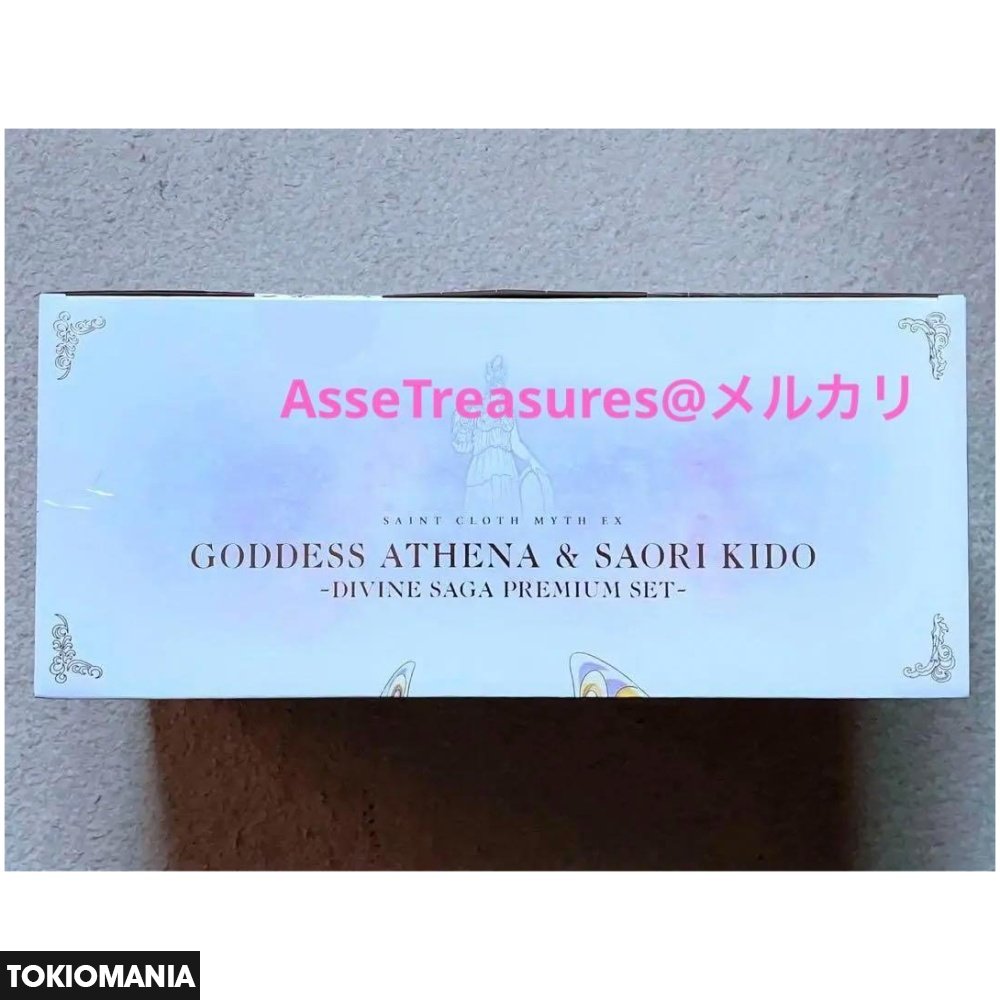 AsseTreasures@メルカリ
SAINT CLOTH MYTH EX
GODDESS ATHENA & SAORI KIDO
-DIVINE SAGA PREMIUM SET-
TOKIOMANIA